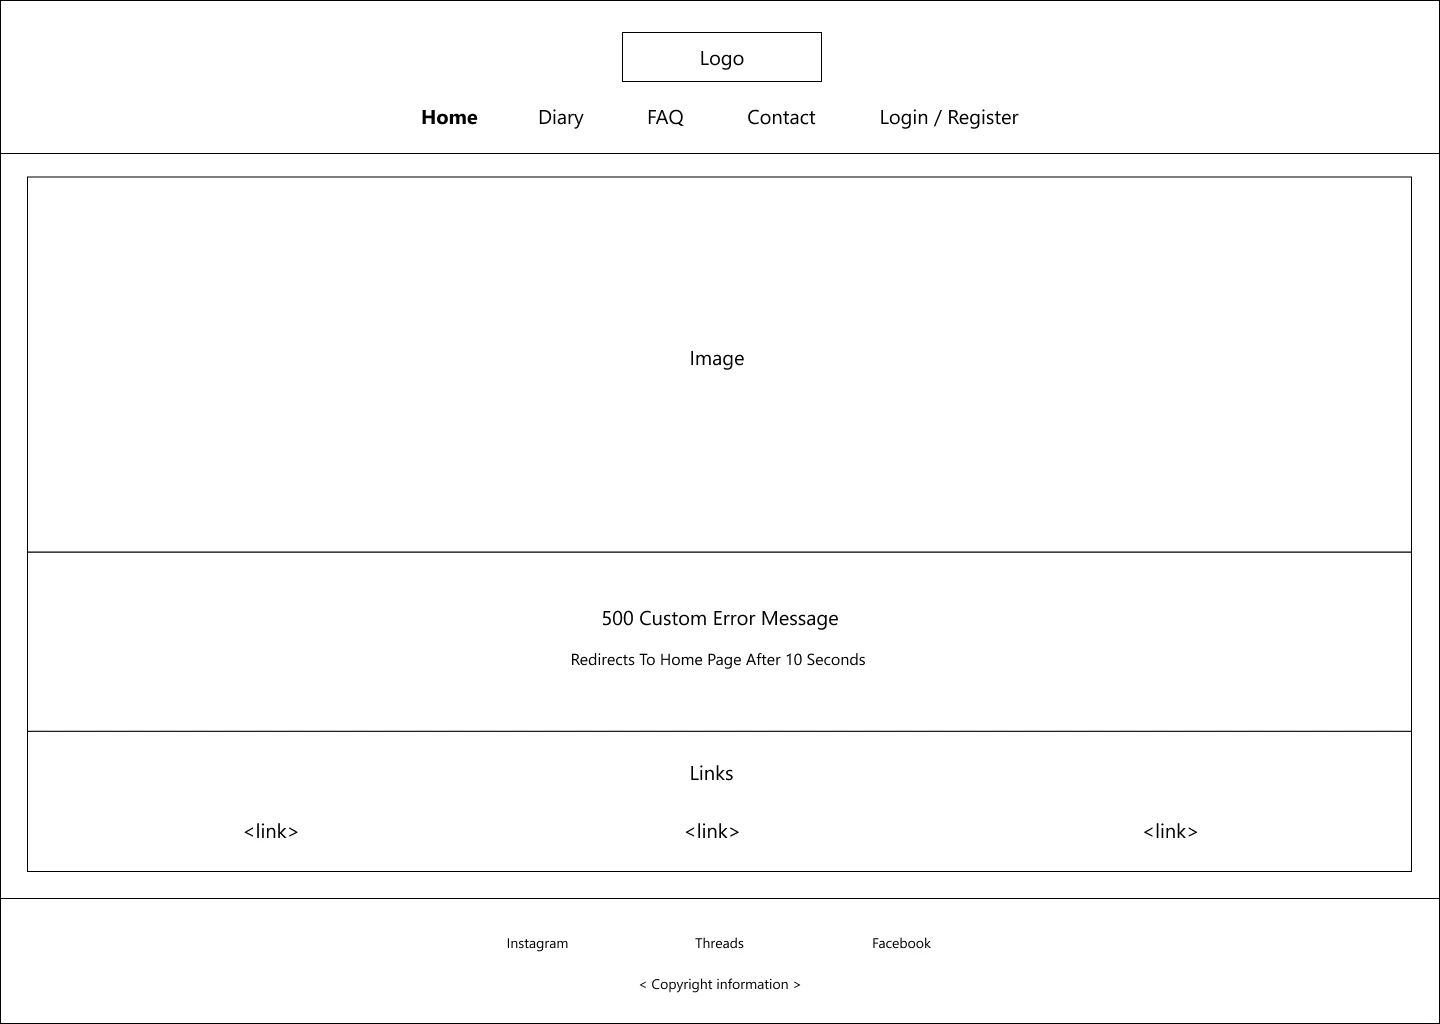 Logo
Home Diary FAQ Contact Login / Register
Image
500 Custom Error Message
Redirects To Home Page After 10 Seconds
Links
<link> <link> <link>
Instagram Threads Facebook
< Copyright information >